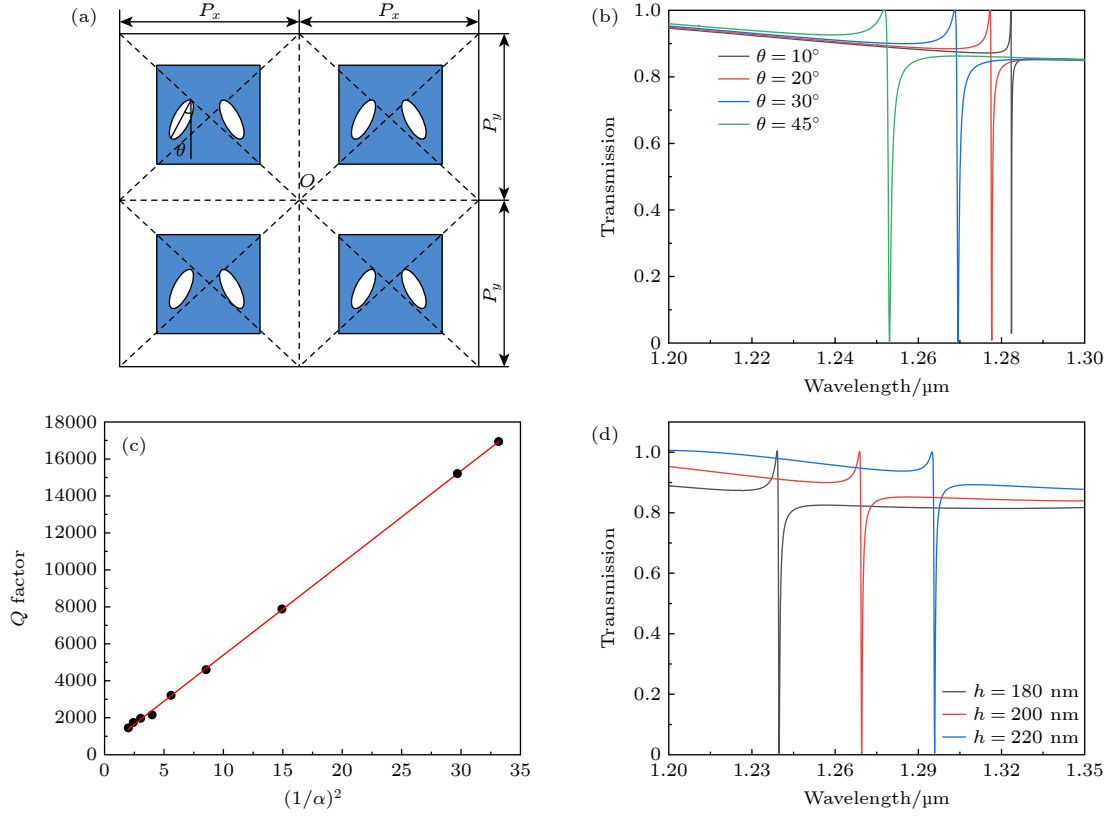 (a)
Pₓ
Pₓ
P_y
θ
O
P_y
(b)
1.0
0.8
0.6
0.4
0.2
0
Transmission
θ = 10°
θ = 20°
θ = 30°
θ = 45°
1.20 1.22 1.24 1.26 1.28 1.30
Wavelength/µm
(c)
18000
16000
14000
12000
10000
8000
6000
4000
2000
0
Q factor
0 5 10 15 20 25 30 35
(1/α)²
(d)
1.0
0.8
0.6
0.4
0.2
0
Transmission
h = 180 nm
h = 200 nm
h = 220 nm
1.20 1.23 1.26 1.29 1.32 1.35
Wavelength/µm